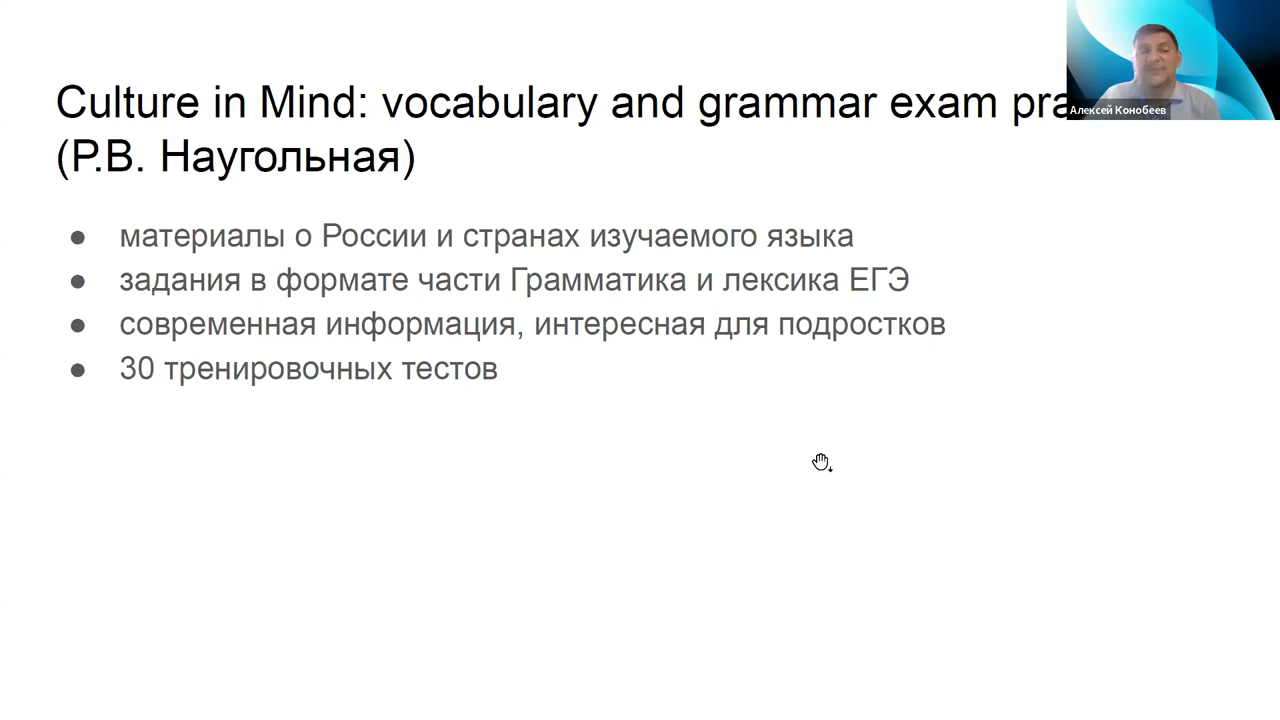 Culture in Mind: vocabulary and grammar exam
(Р.В. Наугольная)
● материалы о России и странах изучаемого языка
● задания в формате части Грамматика и лексика ЕГЭ
● современная информация, интересная для подростков
● 30 тренировочных тестов
Алексей Конобеев